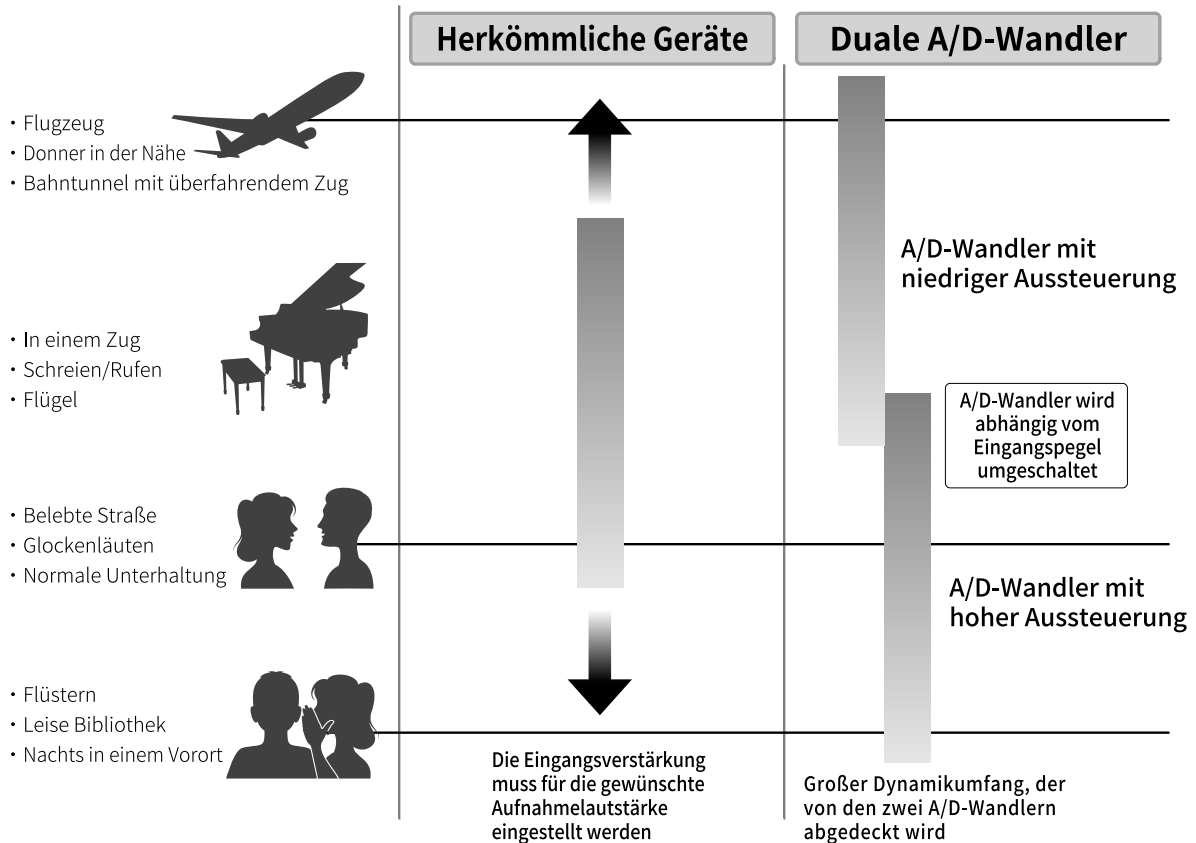 Herkömmliche Geräte
Duale A/D-Wandler
・Flugzeug
・Donner in der Nähe
・Bahntunnel mit überfahrendem Zug
A/D-Wandler mit
niedriger Aussteuerung
・In einem Zug
・Schreien/Rufen
・Flügel
A/D-Wandler wird
abhängig vom
Eingangspegel
umgeschaltet
・Belebte Straße
・Glockenläuten
・Normale Unterhaltung
A/D-Wandler mit
hoher Aussteuerung
・Flüstern
・Leise Bibliothek
・Nachts in einem Vorort
Die Eingangsverstärkung
muss für die gewünschte
Aufnahmelautstärke
eingestellt werden
Großer Dynamikumfang, der
von den zwei A/D-Wandlern
abgedeckt wird